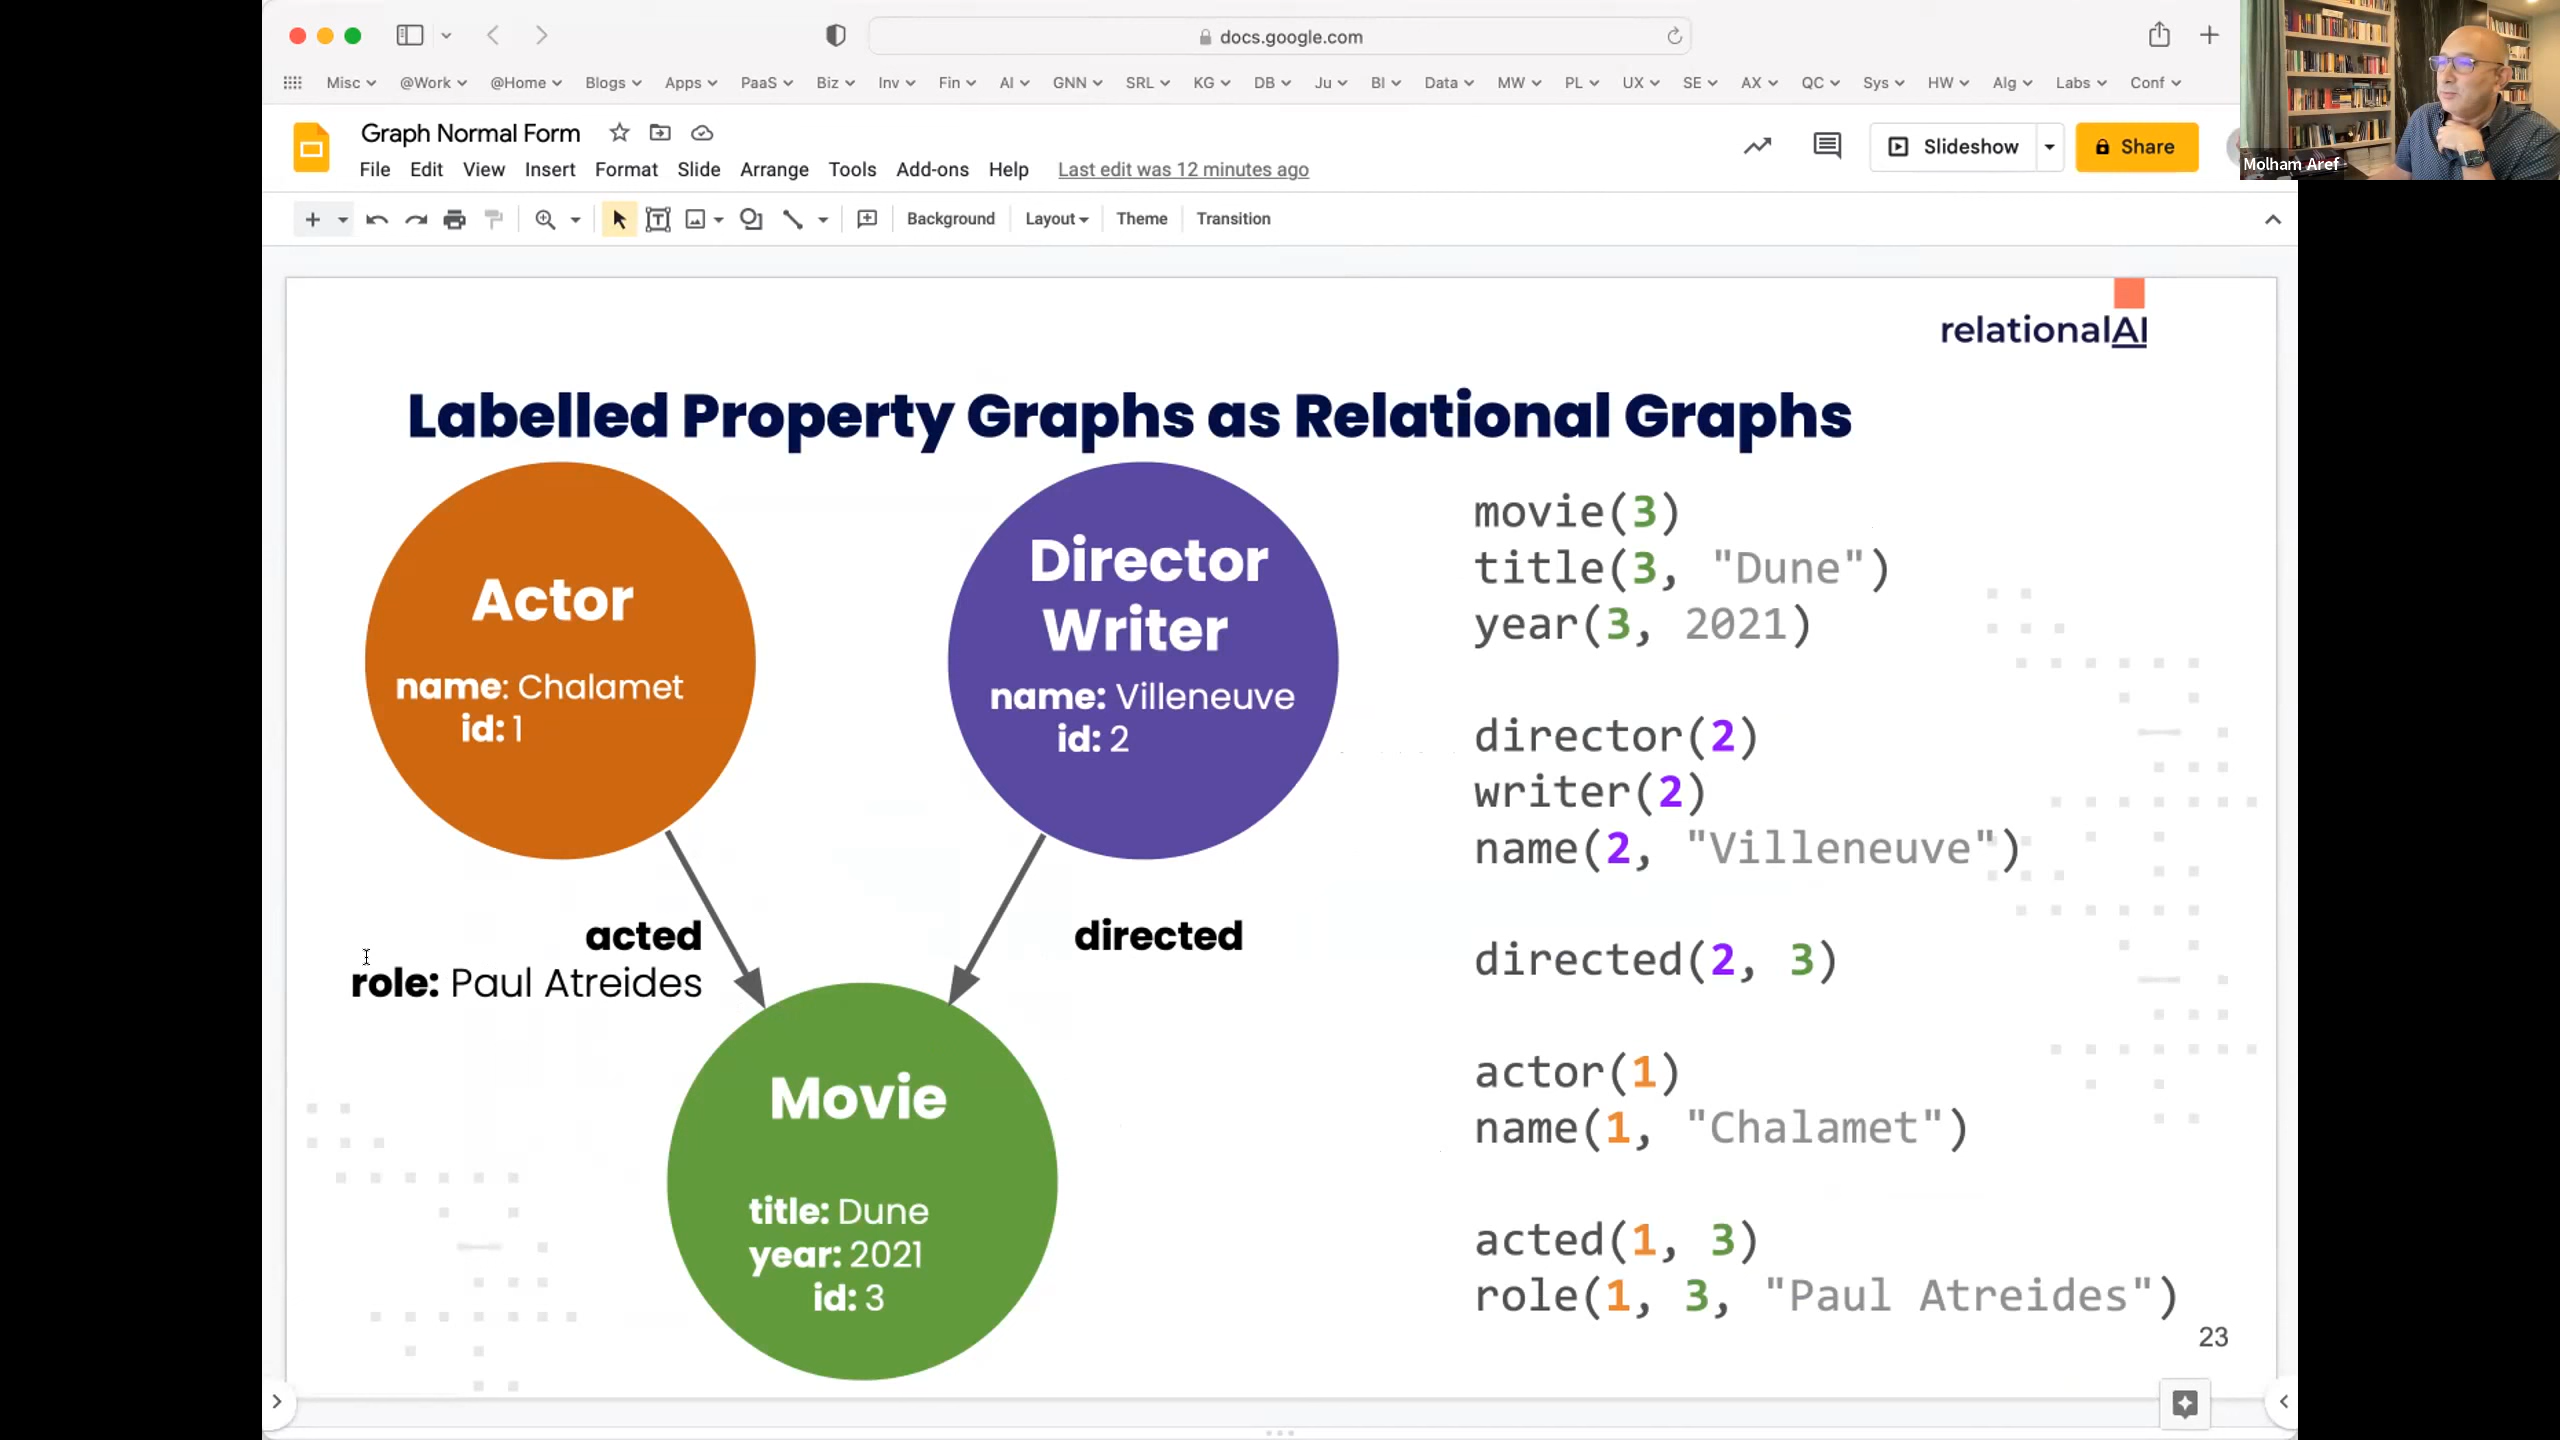 docs.google.com
Misc @Work @Home Blogs Apps PaaS Biz Inv Fin AI GNN SRL KG DB Ju BI Data MW PL UX SE AX QC Sys HW Alg Labs Conf
Molham Aref
Graph Normal Form
Slideshow
Share
File Edit View Insert Format Slide Arrange Tools Add-ons Help Last edit was 12 minutes ago
Background Layout Theme Transition
relationalAI
Labelled Property Graphs as Relational Graphs
Actor
name: Chalamet
id: 1
Director
Writer
name: Villeneuve
id: 2
acted
role: Paul Atreides
directed
Movie
title: Dune
year: 2021
id: 3
movie(3)
title(3, "Dune")
year(3, 2021)
director(2)
writer(2)
name(2, "Villeneuve")
directed(2, 3)
actor(1)
name(1, "Chalamet")
acted(1, 3)
role(1, 3, "Paul Atreides")
23